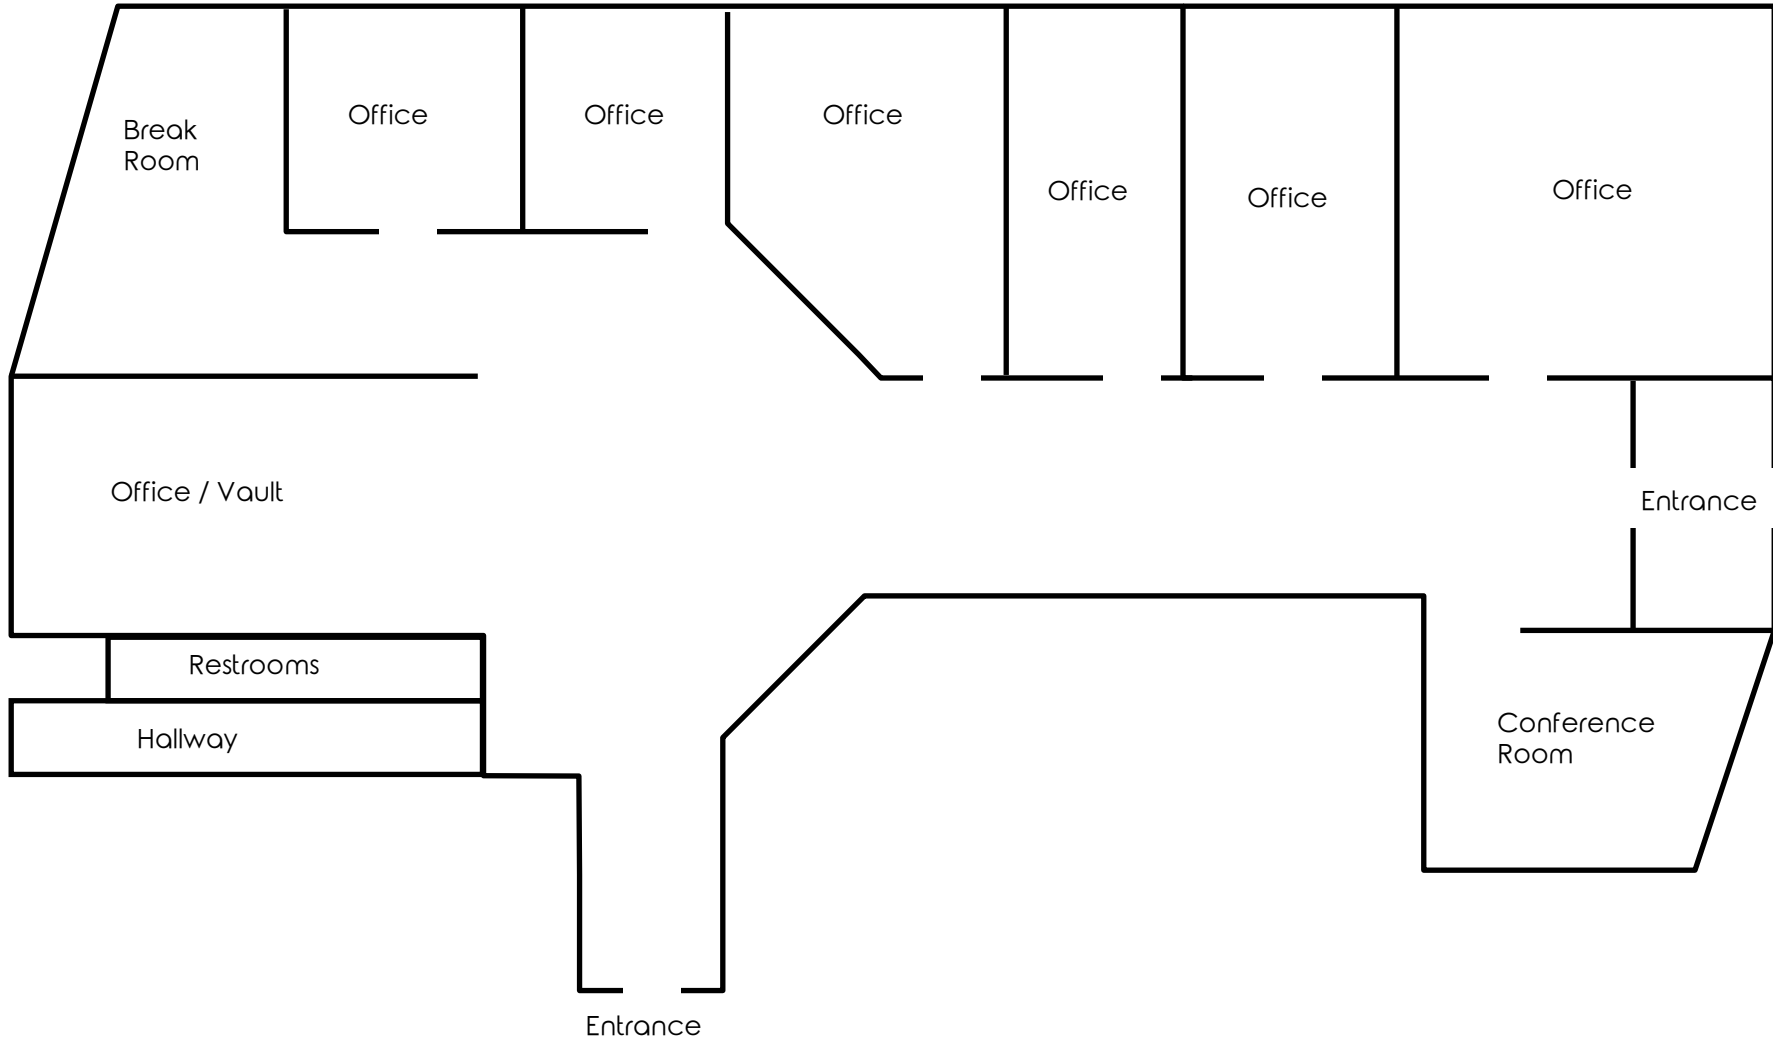 Office
Office
Office
Break
Room
Office
Office
Office
Office / Vault
Entrance
Restrooms
Hallway
Conference
Room
Entrance